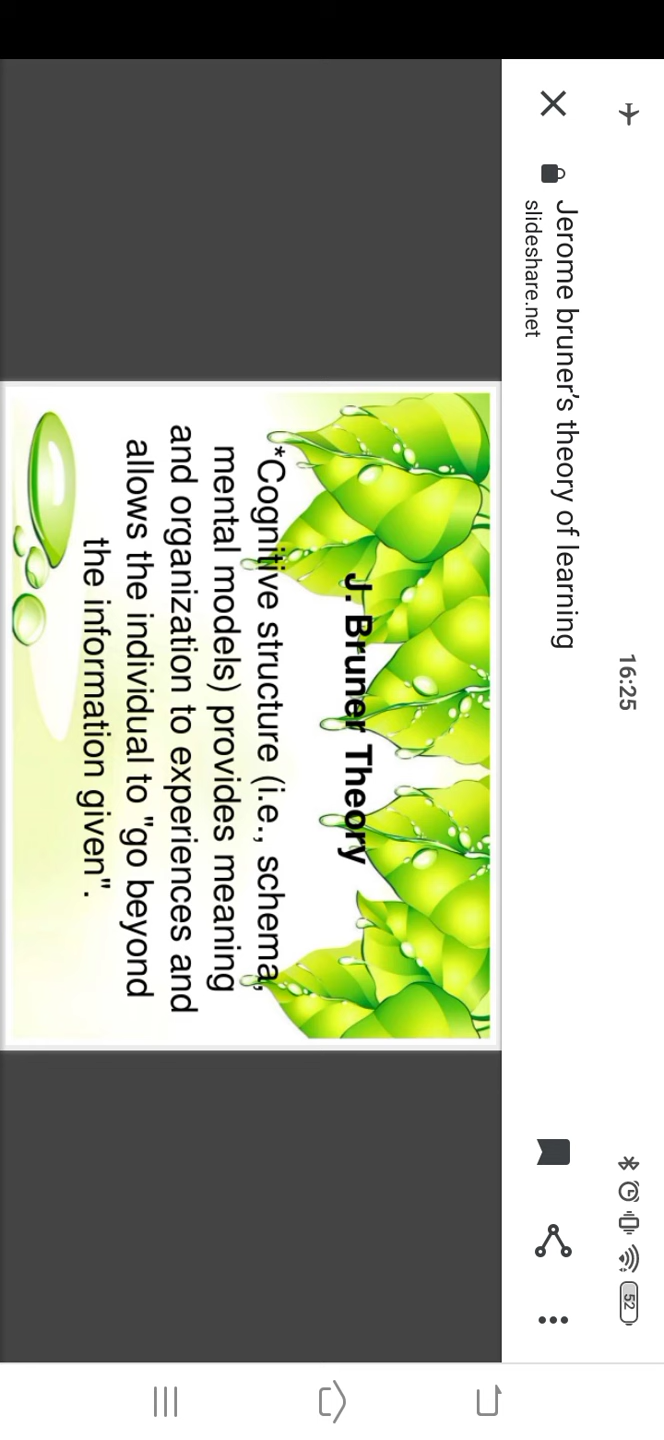 16:25
52
Jerome bruner's theory of learning
slideshare.net
J. Bruner Theory
*Cognitive structure (i.e., schema,
mental models) provides meaning
and organization to experiences and
allows the individual to "go beyond
the information given".